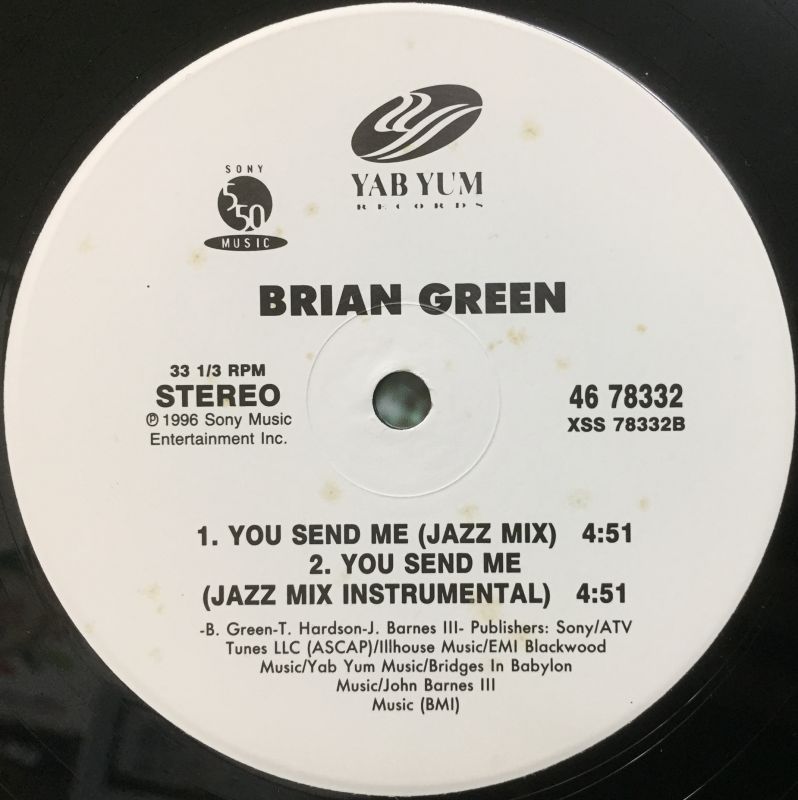 YAB YUM
RECORDS
SONY
550
MUSIC
BRIAN GREEN
33 1/3 RPM
STEREO
℗ 1996 Sony Music
Entertainment Inc.
46 78332
XSS 78332B
1. YOU SEND ME (JAZZ MIX) 4:51
2. YOU SEND ME
(JAZZ MIX INSTRUMENTAL) 4:51
-B. Green-T. Hardson-J. Barnes III- Publishers: Sony/ATV
Tunes LLC (ASCAP)/Illhouse Music/EMI Blackwood
Music/Yab Yum Music/Bridges In Babylon
Music/John Barnes III
Music (BMI)